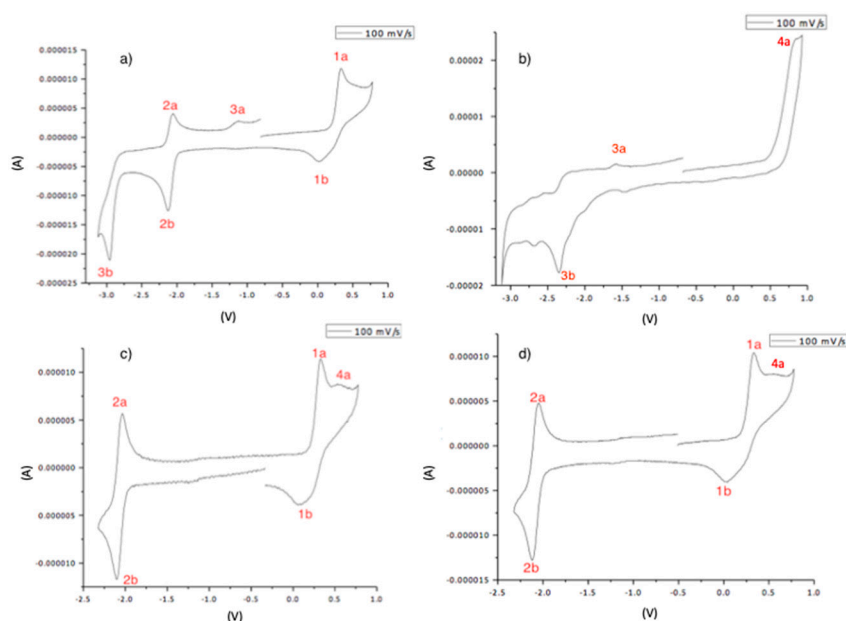 100 mV/s
a)
1a
2a
3a
1b
2b
3b
0.000015
0.000010
0.000005
0.000000
-0.000005
-0.000010
-0.000015
-0.000020
-0.000025
(A)
-3.0 -2.5 -2.0 -1.5 -1.0 -0.5 0.0 0.5 1.0
(V)
100 mV/s
b)
4a
3a
3b
0.00002
0.00001
0.00000
-0.00001
-0.00002
(A)
-3.0 -2.5 -2.0 -1.5 -1.0 -0.5 0.0 0.5 1.0
(V)
100 mV/s
c)
1a
4a
2a
1b
2b
0.000010
0.000005
0.000000
-0.000005
-0.000010
(A)
-2.5 -2.0 -1.5 -1.0 -0.5 0.0 0.5 1.0
(V)
100 mV/s
d)
1a
4a
2a
1b
2b
0.000010
0.000005
0.000000
-0.000005
-0.000010
-0.000015
(A)
-2.5 -2.0 -1.5 -1.0 -0.5 0.0 0.5 1.0
(V)